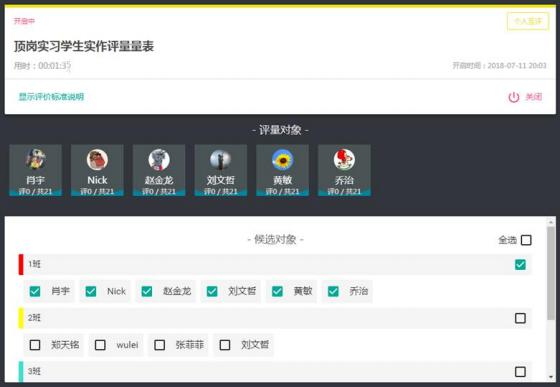 开启中
个人互评
顶岗实习学生实作评量量表
用时：00:01:35
开启时间：2018-07-11 20:03
显示评价标准说明
关闭
- 评量对象 -
肖宇 Nick 赵金龙 刘文哲 黄敏 乔治
评0 / 共21 评0 / 共21 评0 / 共21 评0 / 共21 评0 / 共21 评0 / 共21
- 候选对象 -
全选
1班
肖宇 Nick 赵金龙 刘文哲 黄敏 乔治
2班
郑天铭 wulei 张菲菲 刘文哲
3班